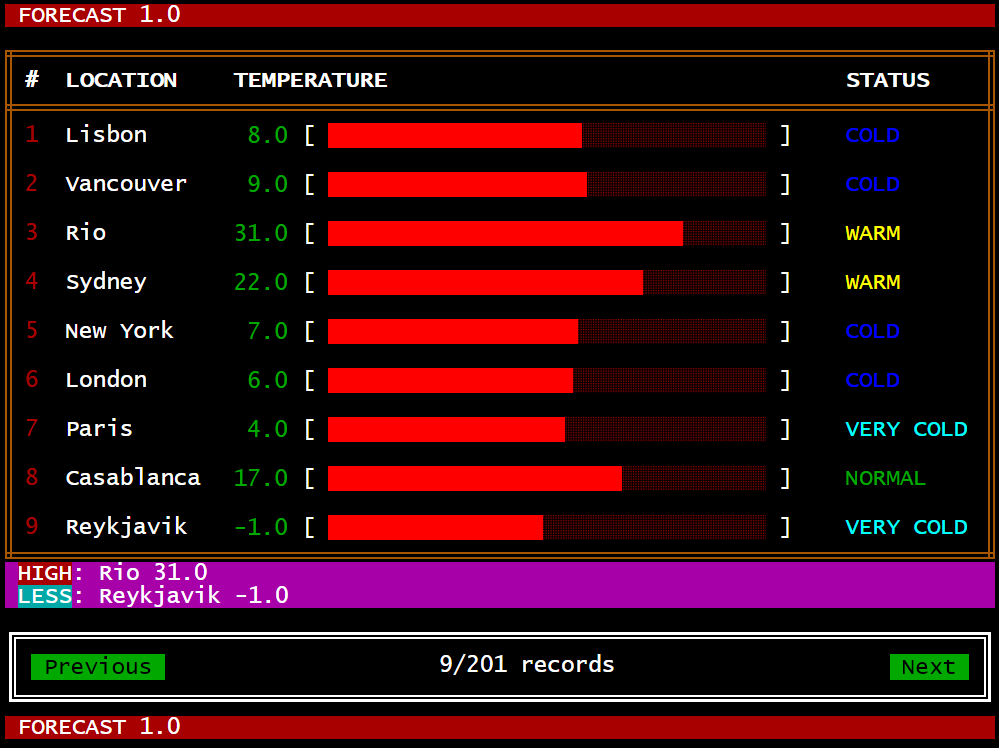 FORECAST 1.0
# LOCATION TEMPERATURE STATUS
1 Lisbon 8.0 [ ] COLD
2 Vancouver 9.0 [ ] COLD
3 Rio 31.0 [ ] WARM
4 Sydney 22.0 [ ] WARM
5 New York 7.0 [ ] COLD
6 London 6.0 [ ] COLD
7 Paris 4.0 [ ] VERY COLD
8 Casablanca 17.0 [ ] NORMAL
9 Reykjavik -1.0 [ ] VERY COLD
HIGH: Rio 31.0
LESS: Reykjavik -1.0
Previous 9/201 records Next
FORECAST 1.0